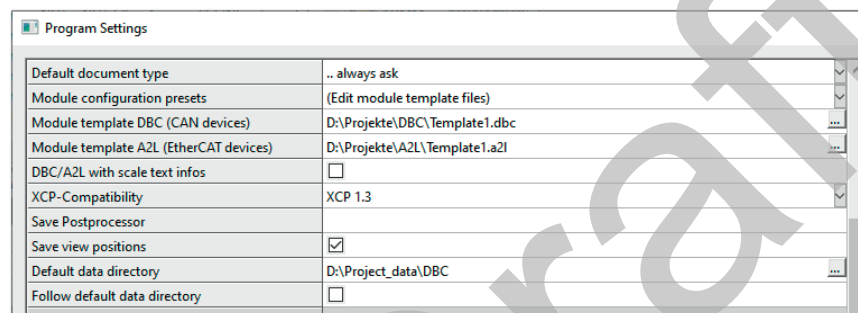 Program Settings
Default document type .. always ask
Module configuration presets (Edit module template files)
Module template DBC (CAN devices) D:\Projekte\DBC\Template1.dbc ...
Module template A2L (EtherCAT devices) D:\Projekte\A2L\Template1.a2l ...
DBC/A2L with scale text infos
XCP-Compatibility XCP 1.3
Save Postprocessor
Save view positions
Default data directory D:\Project_data\DBC ...
Follow default data directory